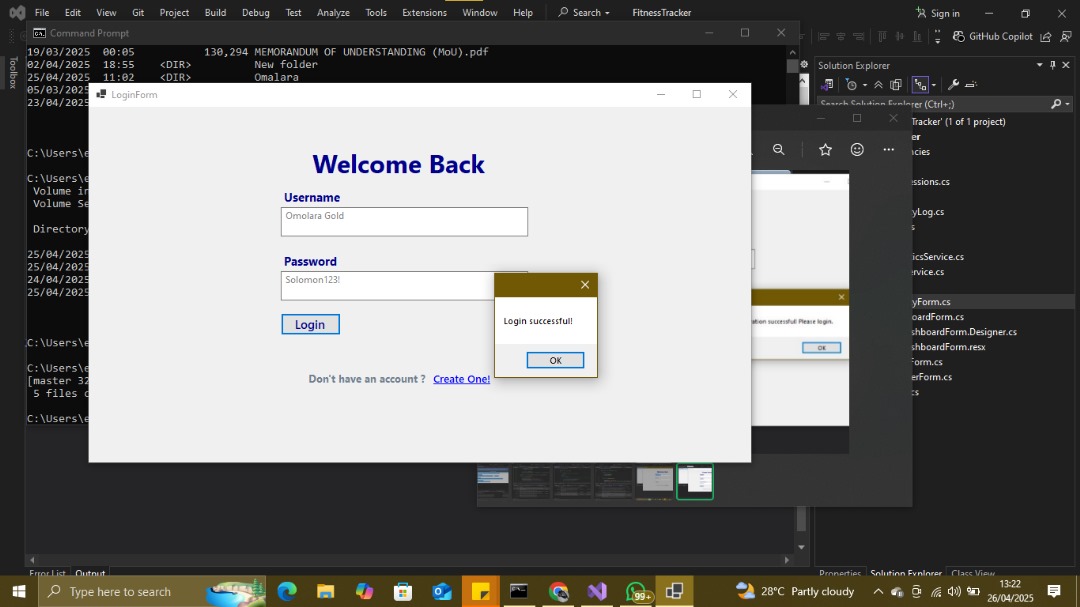 File Edit View Git Project Build Debug Test Analyze Tools Extensions Window Help Search FitnessTracker Sign in
Command Prompt
GitHub Copilot
Toolbox
19/03/2025 00:05 130,294 MEMORANDUM OF UNDERSTANDING (MoU).pdf
02/04/2025 18:55 <DIR> New folder
25/04/2025 11:02 <DIR> Omalara
05/03/2025
23/04/2025
Solution Explorer
Search Solution Explorer (Ctrl+;)
Tracker' (1 of 1 project)
er
cies
essions.cs
yLog.cs
s
icsService.cs
rvice.cs
yForm.cs
oardForm.cs
shboardForm.Designer.cs
shboardForm.resx
Form.cs
erForm.cs
cs
LoginForm
Welcome Back
Username
Omolara Gold
Password
Solomon123!
Login
Don't have an account ? Create One!
Login successful!
OK
ation successful! Please login.
OK
C:\Users\e
C:\Users\e
Volume in
Volume Se
Directory
25/04/2025
25/04/2025
24/04/2025
25/04/2025
C:\Users\e
C:\Users\e
[master 32
5 files c
C:\Users\e
Error List Output
Properties Solution Explorer Class View
Type here to search
99+
28°C Partly cloudy
13:22
26/04/2025